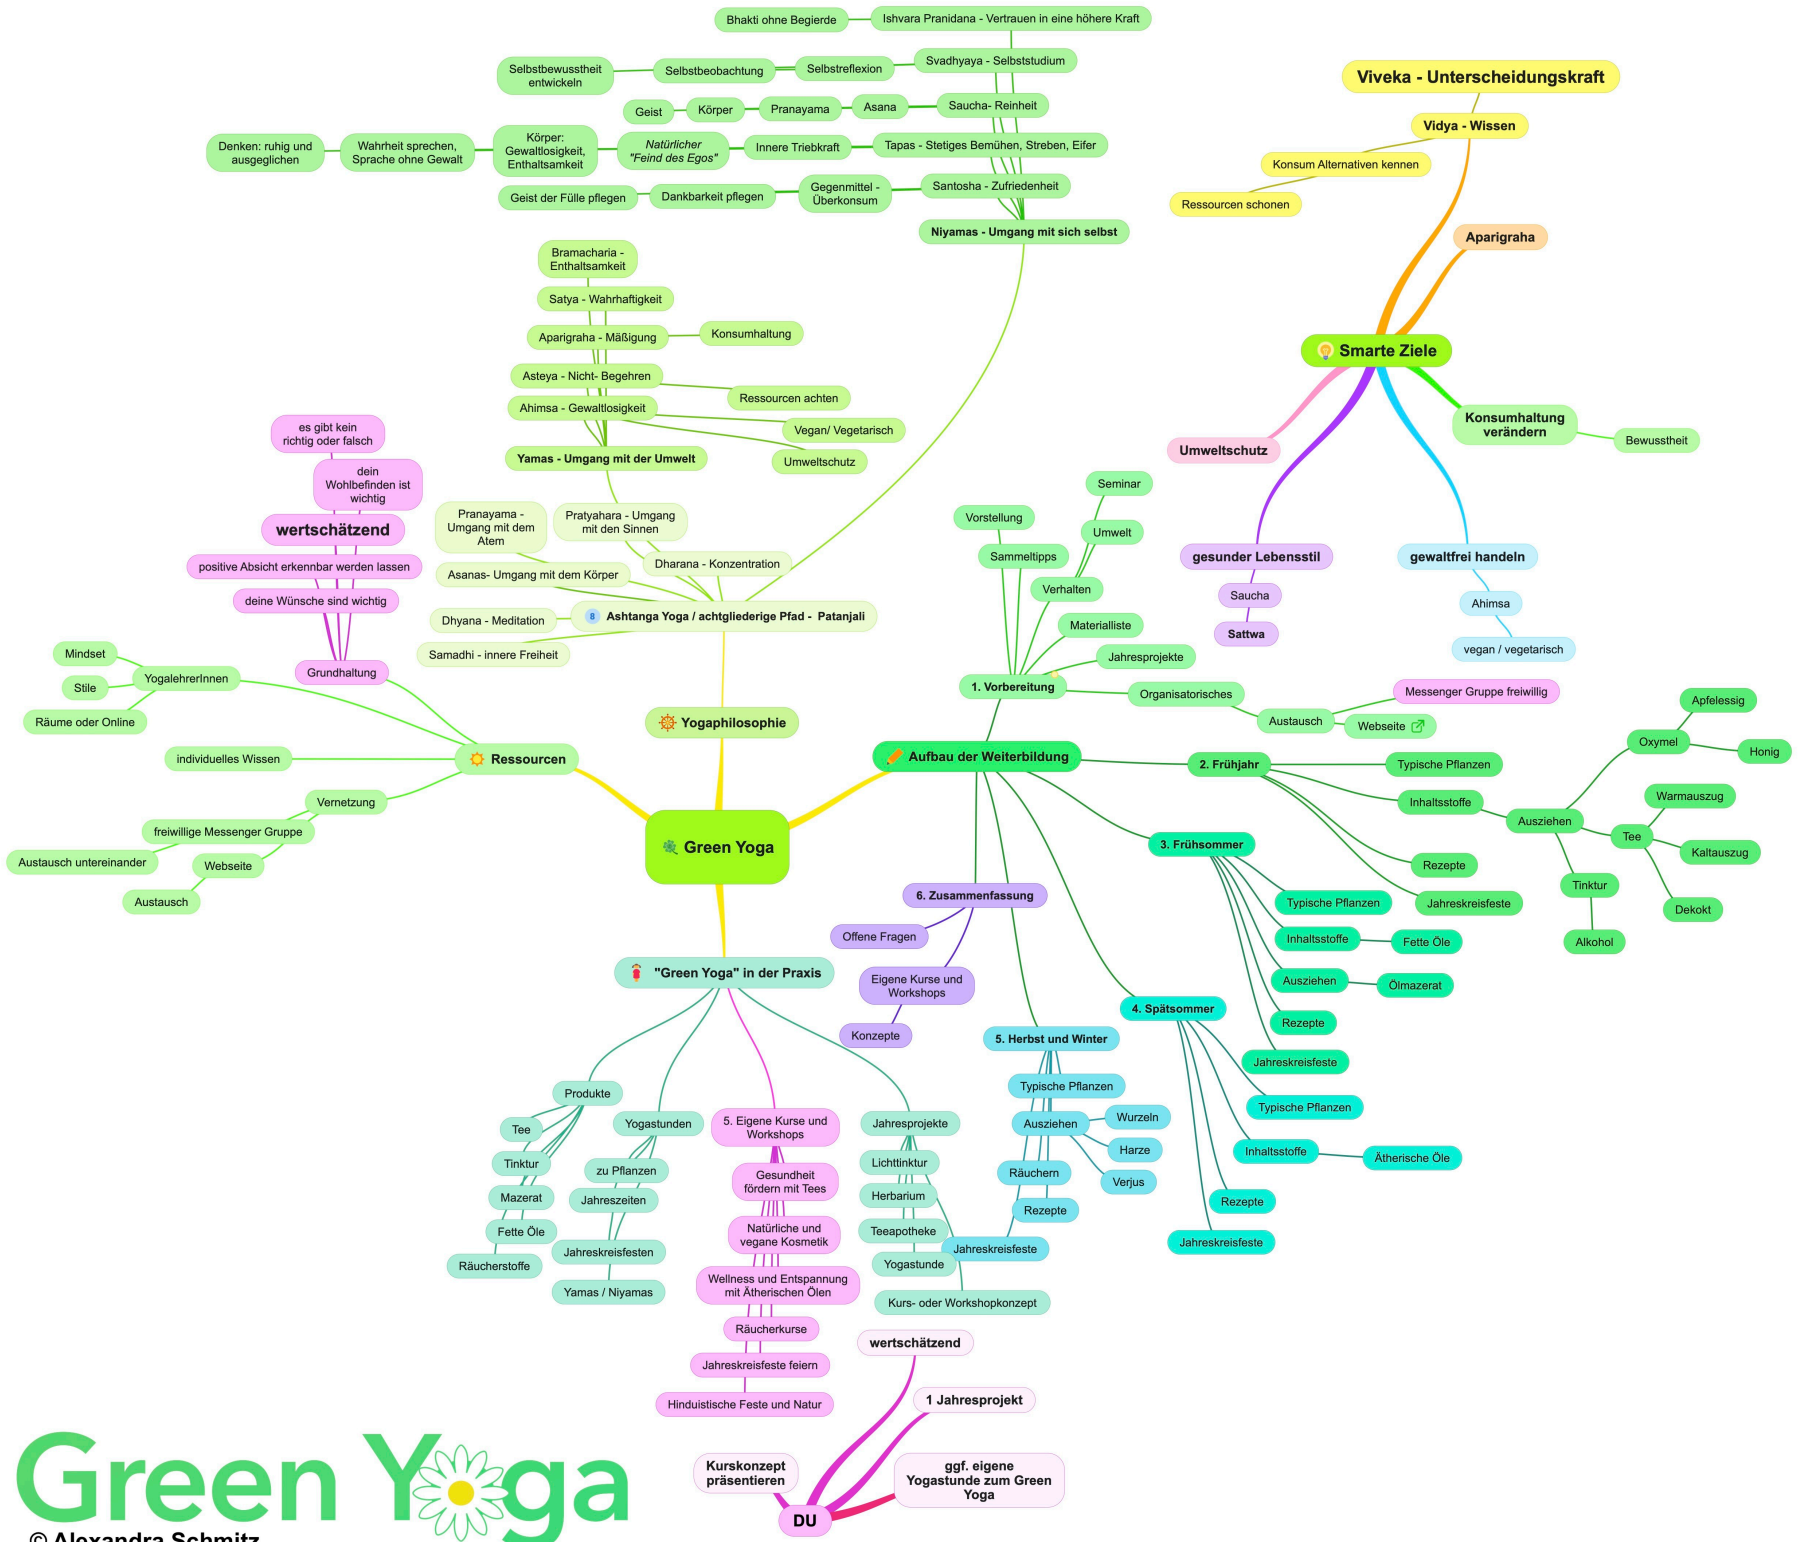 Bhakti ohne Begierde
Ishvara Pranidana - Vertrauen in eine höhere Kraft
Selbstbewusstheit
entwickeln
Selbstbeobachtung
Selbstreflexion
Svadhyaya - Selbststudium
Geist
Körper
Pranayama
Asana
Saucha- Reinheit
Denken: ruhig und
ausgeglichen
Wahrheit sprechen,
Sprache ohne Gewalt
Körper:
Gewaltlosigkeit,
Enthaltsamkeit
Natürlicher
"Feind des Egos"
Innere Triebkraft
Tapas - Stetiges Bemühen, Streben, Eifer
Geist der Fülle pflegen
Dankbarkeit pflegen
Gegenmittel -
Überkonsum
Santosha - Zufriedenheit
Niyamas - Umgang mit sich selbst
Bramacharia -
Enthaltsamkeit
Satya - Wahrhaftigkeit
Aparigraha - Mäßigung
Konsumhaltung
Asteya - Nicht- Begehren
Ressourcen achten
Ahimsa - Gewaltlosigkeit
Vegan/ Vegetarisch
Umweltschutz
Yamas - Umgang mit der Umwelt
Pranayama -
Umgang mit dem
Atem
Pratyahara - Umgang
mit den Sinnen
Dharana - Konzentration
Asanas- Umgang mit dem Körper
8 Ashtanga Yoga / achtgliederige Pfad - Patanjali
Dhyana - Meditation
Samadhi - innere Freiheit
Yogaphilosophie
Viveka - Unterscheidungskraft
Vidya - Wissen
Konsum Alternativen kennen
Ressourcen schonen
Aparigraha
Smarte Ziele
Konsumhaltung
verändern
Bewusstheit
Umweltschutz
gesunder Lebensstil
Saucha
Sattwa
gewaltfrei handeln
Ahimsa
vegan / vegetarisch
es gibt kein
richtig oder falsch
dein
Wohlbefinden ist
wichtig
wertschätzend
positive Absicht erkennbar werden lassen
deine Wünsche sind wichtig
Grundhaltung
Mindset
YogalehrerInnen
Stile
Räume oder Online
individuelles Wissen
Ressourcen
Vernetzung
freiwillige Messenger Gruppe
Austausch untereinander
Webseite
Austausch
Green Yoga
Seminar
Vorstellung
Umwelt
Sammeltipps
Verhalten
Materialliste
Jahresprojekte
1. Vorbereitung
Organisatorisches
Messenger Gruppe freiwillig
Austausch
Webseite
Aufbau der Weiterbildung
2. Frühjahr
Typische Pflanzen
Inhaltsstoffe
Ausziehen
Oxymel
Apfelessig
Honig
Tee
Warmauszug
Kaltauszug
Dekokt
Tinktur
Alkohol
Rezepte
Jahreskreisfeste
3. Frühsommer
Typische Pflanzen
Inhaltsstoffe
Fette Öle
Ausziehen
Ölmazerat
Rezepte
Jahreskreisfeste
4. Spätsommer
Typische Pflanzen
Inhaltsstoffe
Ätherische Öle
Rezepte
Jahreskreisfeste
5. Herbst und Winter
Typische Pflanzen
Ausziehen
Wurzeln
Harze
Verjus
Räuchern
Rezepte
Jahreskreisfeste
6. Zusammenfassung
Offene Fragen
Eigene Kurse und
Workshops
Konzepte
"Green Yoga" in der Praxis
Produkte
Tee
Tinktur
Mazerat
Fette Öle
Räucherstoffe
Yogastunden
zu Pflanzen
Jahreszeiten
Jahreskreisfesten
Yamas / Niyamas
5. Eigene Kurse und
Workshops
Gesundheit
fördern mit Tees
Natürliche und
vegane Kosmetik
Wellness und Entspannung
mit Ätherischen Ölen
Räucherkurse
Jahreskreisfeste feiern
Hinduistische Feste und Natur
Jahresprojekte
Lichttinktur
Herbarium
Teeapotheke
Yogastunde
Kurs- oder Workshopkonzept
wertschätzend
1 Jahresprojekt
Kurskonzept
präsentieren
ggf. eigene
Yogastunde zum Green
Yoga
DU
Green Yoga
© Alexandra Schmitz